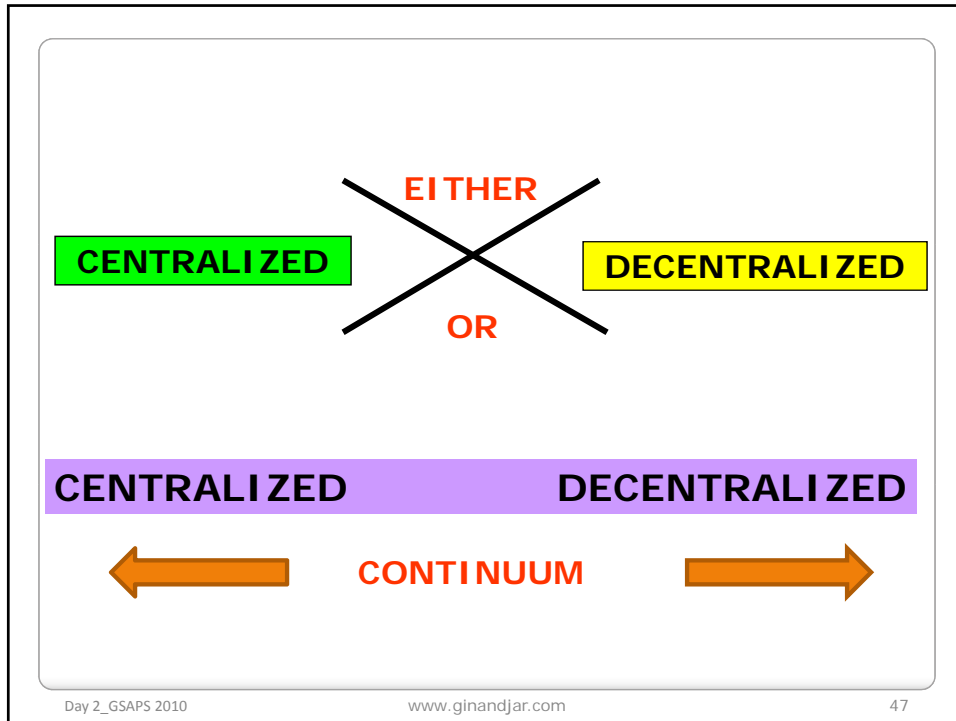 EITHER
CENTRALIZED DECENTRALIZED
OR
CENTRALIZED DECENTRALIZED
CONTINUUM
Day 2_GSAPS 2010 www.ginandjar.com 47